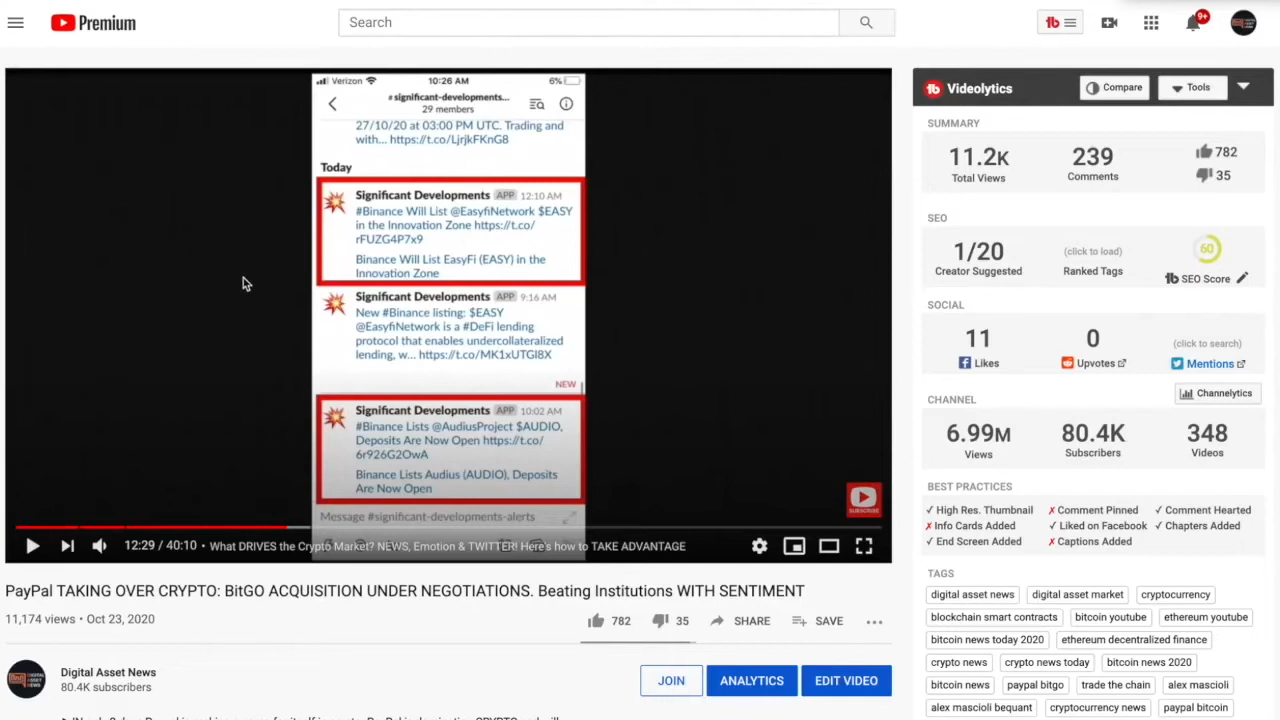 Premium
Search
tb
9+
Verizon 10:26 AM 6%
#significant-developments...
29 members
27/10/20 at 03:00 PM UTC. Trading and
with... https://t.co/LjrjkFKnG8
Today
Significant Developments APP 12:10 AM
#Binance Will List @EasyfiNetwork $EASY
in the Innovation Zone https://t.co/
rFUZG4P7x9
Binance Will List EasyFi (EASY) in the
Innovation Zone
Significant Developments APP 9:16 AM
New #Binance listing: $EASY
@EasyfiNetwork is a #DeFi lending
protocol that enables undercollateralized
lending, w... https://t.co/MK1xUTGI8X
NEW
Significant Developments APP 10:02 AM
#Binance Lists @AudiusProject $AUDIO,
Deposits Are Now Open https://t.co/
6r926G2OwA
Binance Lists Audius (AUDIO), Deposits
Are Now Open
Message #significant-developments-alerts
SUBSCRIBE
12:29 / 40:10 • What DRIVES the Crypto Market? NEWS, Emotion & TWITTER! Here's how to TAKE ADVANTAGE
PayPal TAKING OVER CRYPTO: BitGO ACQUISITION UNDER NEGOTIATIONS. Beating Institutions WITH SENTIMENT
11,174 views • Oct 23, 2020
782 35 SHARE SAVE
Digital Asset News
80.4K subscribers
JOIN ANALYTICS EDIT VIDEO
tb Videolytics Compare Tools
SUMMARY
11.2K 239 782
Total Views Comments 35
SEO
1/20 (click to load) 60
Creator Suggested Ranked Tags tb SEO Score
SOCIAL
11 0 (click to search)
Likes Upvotes Mentions
CHANNEL Channelytics
6.99M 80.4K 348
Views Subscribers Videos
BEST PRACTICES
✓ High Res. Thumbnail ✗ Comment Pinned ✓ Comment Hearted
✗ Info Cards Added ✓ Liked on Facebook ✓ Chapters Added
✓ End Screen Added ✗ Captions Added
TAGS
digital asset news digital asset market cryptocurrency
blockchain smart contracts bitcoin youtube ethereum youtube
bitcoin news today 2020 ethereum decentralized finance
crypto news crypto news today bitcoin news 2020
bitcoin news paypal bitgo trade the chain alex mascioli
alex mascioli bequant cryptocurrency news paypal bitcoin